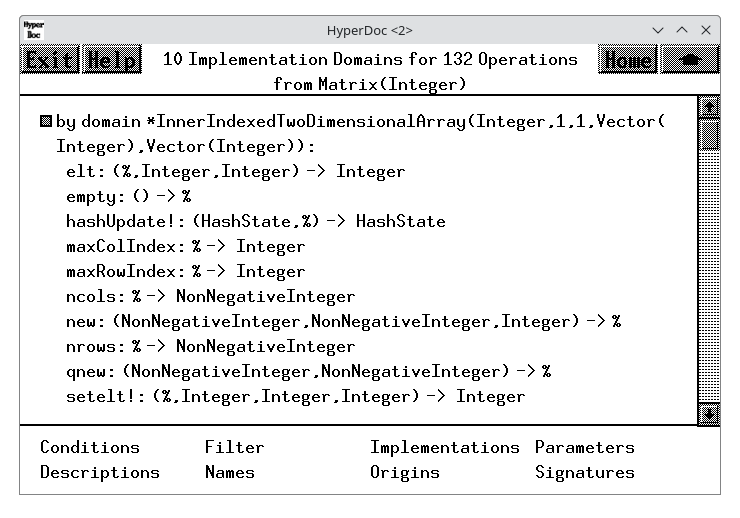 Hyper
Doc
HyperDoc <2>
Exit Help 10 Implementation Domains for 132 Operations Home
from Matrix(Integer)
by domain *InnerIndexedTwoDimensionalArray(Integer,1,1,Vector(
Integer),Vector(Integer)):
elt: (%,Integer,Integer) -> Integer
empty: () -> %
hashUpdate!: (HashState,%) -> HashState
maxColIndex: % -> Integer
maxRowIndex: % -> Integer
ncols: % -> NonNegativeInteger
new: (NonNegativeInteger,NonNegativeInteger,Integer) -> %
nrows: % -> NonNegativeInteger
qnew: (NonNegativeInteger,NonNegativeInteger) -> %
setelt!: (%,Integer,Integer,Integer) -> Integer
Conditions Filter Implementations Parameters
Descriptions Names Origins Signatures